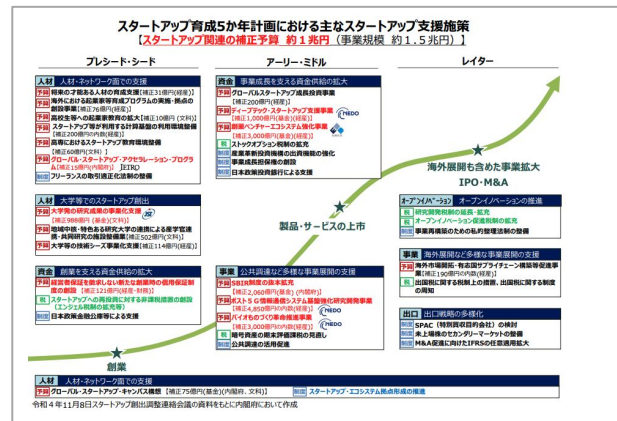 スタートアップ育成5か年計画における主なスタートアップ支援施策
【スタートアップ関連の補正予算 約1兆円（事業規模 約1.5兆円）】
プレシード・シード
人材 人材・ネットワーク面での支援
予算 将来の才能ある人材の育成支援【補正31億円(経産)】
予算 海外における起業家等育成プログラムの実施・拠点の
創設事業【補正76億円(経産)】
予算 高校生等への起業家教育の拡大【補正10億円(文科)】
予算 スタートアップ等が利用する計算基盤の利用環境整備
【補正200億円の内数(経産)】
予算 高専におけるスタートアップ教育環境整備
【補正60億円(文科)】
予算 グローバル・スタートアップ・アクセラレーション・プログラ
ム【補正15億円(内閣府)】 JETRO
制度 フリーランスの取引適正化法制の整備
人材 大学等でのスタートアップ創出
予算 大学発の研究成果の事業化支援
【補正988億円(基金)(文科)】
予算 地域中核・特色ある研究大学の連携による産学官連
携・共同研究の施設整備事業【補正502億円(文科)】
予算 大学等の技術シーズ事業化支援【補正114億円(経産)】
資金 創業を支える資金供給の拡大
予算 経営者保証を徴求しない新たな創業時の信用保証制
度の創設【補正121億円(経産・財務)】
税 スタートアップへの再投資に対する非課税措置の創設
(エンジェル税制の拡充等)
制度 日本政策金融公庫等による支援
創業
アーリー・ミドル
資金 事業成長を支える資金供給の拡大
予算 グローバルスタートアップ成長投資事業
【補正200億円(経産)】
予算 ディープテック・スタートアップ支援事業
【補正1,000億円(基金)(経産)】 NEDO
予算 創薬ベンチャーエコシステム強化事業
【補正3,000億円(基金)(経産)】
税 ストックオプション税制の拡充
制度 産業革新投資機構の出資機能の強化
制度 事業成長担保権の創設
制度 日本政策投資銀行による支援
製品・サービスの上市
事業 公共調達など多様な事業展開の支援
予算 SBIR制度の抜本拡充
【補正2,060億円(基金)(内閣府)】
予算 ポスト5G情報通信システム基盤強化研究開発事業
【補正4,850億円の内数(経産)】 NEDO
予算 バイオものづくり革命推進事業
【補正3,000億円の内数(経産)】 NEDO
税 暗号資産の期末評価課税の見直し
制度 公共調達の活用促進
レイター
海外展開も含めた事業拡大
IPO・M&A
オープンイノベーション オープンイノベーションの推進
税 研究開発税制の延長・拡充
税 オープンイノベーション促進税制の拡充
制度 事業再構築のための私的整理法制の整備
事業 海外展開など多様な事業展開の支援
予算 海外市場開拓・有志国サプライチェーン構築等促進事
業【補正190億円の内数(経産)】
制度 出国税に関する税制上の措置、出国税に関する制度
の周知
出口 出口戦略の多様化
制度 SPAC（特別買収目的会社）の検討
制度 未上場株のセカンダリーマーケットの整備
制度 M&A促進に向けたIFRSの任意適用拡大
人材 人材・ネットワーク面での支援
予算 グローバル・スタートアップ・キャンパス構想 【補正75億円(基金)(内閣府、文科)】
制度 スタートアップ・エコシステム拠点形成の推進
令和4年11月8日スタートアップ創出調整連絡会議の資料をもとに内閣府において作成